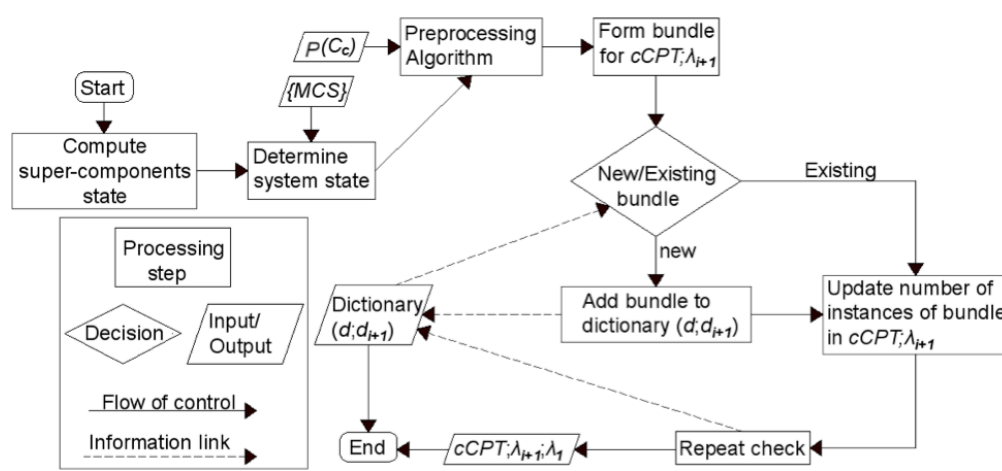 Start
Compute
super-components
state
{MCS}
Determine
system state
P(Cc)
Preprocessing
Algorithm
Form bundle
for cCPT;λi+1
New/Existing
bundle
Existing
new
Add bundle to
dictionary (d;di+1)
Update number of
instances of bundle
in cCPT;λi+1
Dictionary
(d;di+1)
Repeat check
cCPT;λi+1;λ1
End
Processing
step
Decision
Input/
Output
Flow of control
Information link